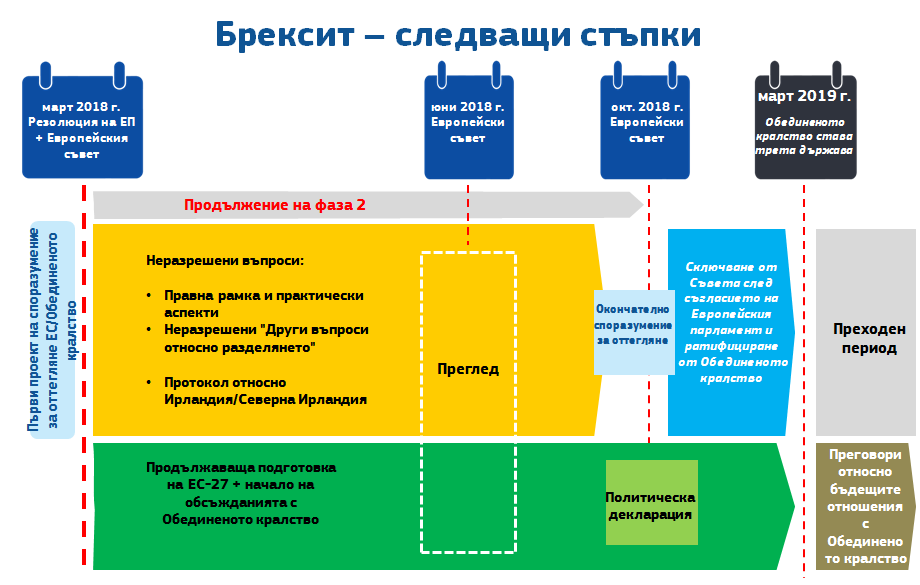 Брексит – следващи стъпки
март 2018 г.
Резолюция на ЕП
+ Европейския
съвет
юни 2018 г.
Европейски
съвет
окт. 2018 г.
Европейски
съвет
март 2019 г.
Обединеното
кралство става
трета държава
Продължение на фаза 2
Първи проект на споразумение
за оттегляне ЕС/Обединеното
кралство
Неразрешени въпроси:
• Правна рамка и практически
аспекти
• Неразрешени "Други въпроси
относно разделянето"
• Протокол относно
Ирландия/Северна Ирландия
Преглед
Окончателно
споразумение
за оттегляне
Сключване от
Съвета след
съгласието на
Европейския
парламент и
ратифициране
от Обединеното
кралство
Преходен
период
Продължаваща подготовка
на ЕС-27 + начало на
обсъжданията с
Обединеното кралство
Политическа
декларация
Преговори
относно
бъдещите
отношения
с
Обединено
то кралство